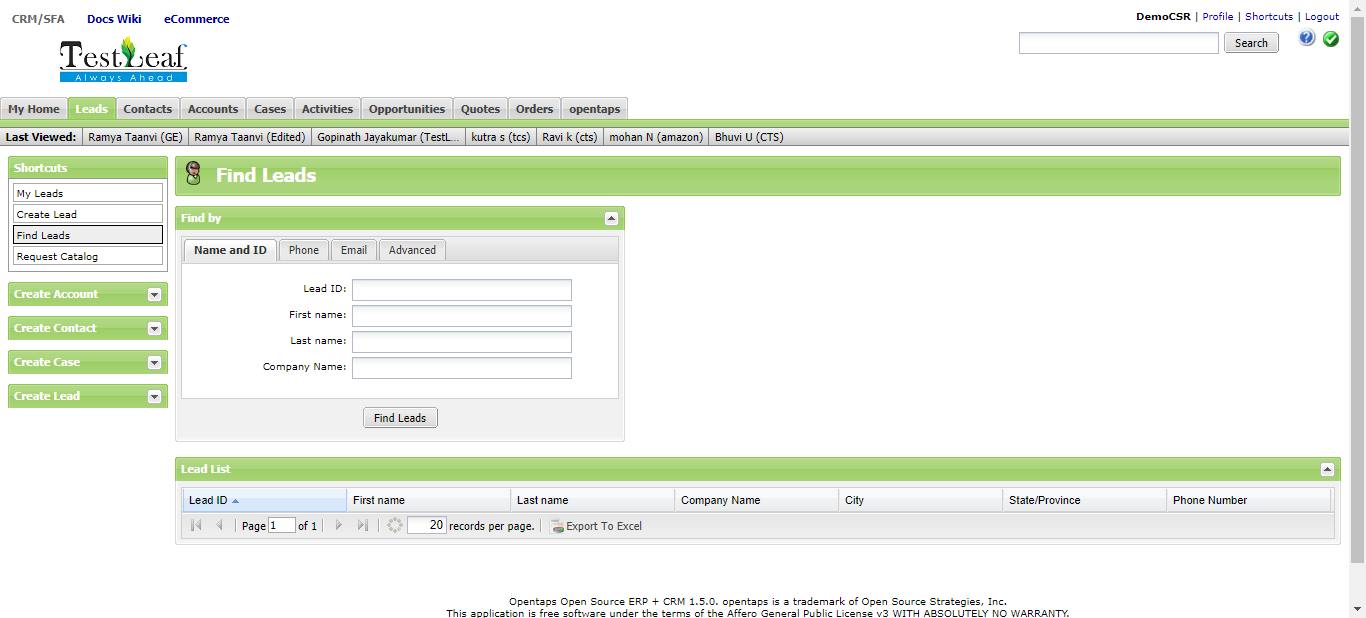 CRM/SFA Docs Wiki eCommerce
DemoCSR | Profile | Shortcuts | Logout
TestLeaf
Always Ahead
Search
My Home Leads Contacts Accounts Cases Activities Opportunities Quotes Orders opentaps
Last Viewed: Ramya Taanvi (GE) Ramya Taanvi (Edited) Gopinath Jayakumar (TestL... kutra s (tcs) Ravi k (cts) mohan N (amazon) Bhuvi U (CTS)
Shortcuts
My Leads
Create Lead
Find Leads
Request Catalog
Create Account
Create Contact
Create Case
Create Lead
Find Leads
Find by
Name and ID Phone Email Advanced
Lead ID:
First name:
Last name:
Company Name:
Find Leads
Lead List
Lead ID First name Last name Company Name City State/Province Phone Number
Page 1 of 1 20 records per page. Export To Excel
Opentaps Open Source ERP + CRM 1.5.0. opentaps is a trademark of Open Source Strategies, Inc.
This application is free software under the terms of the Affero General Public License v3 WITH ABSOLUTELY NO WARRANTY.